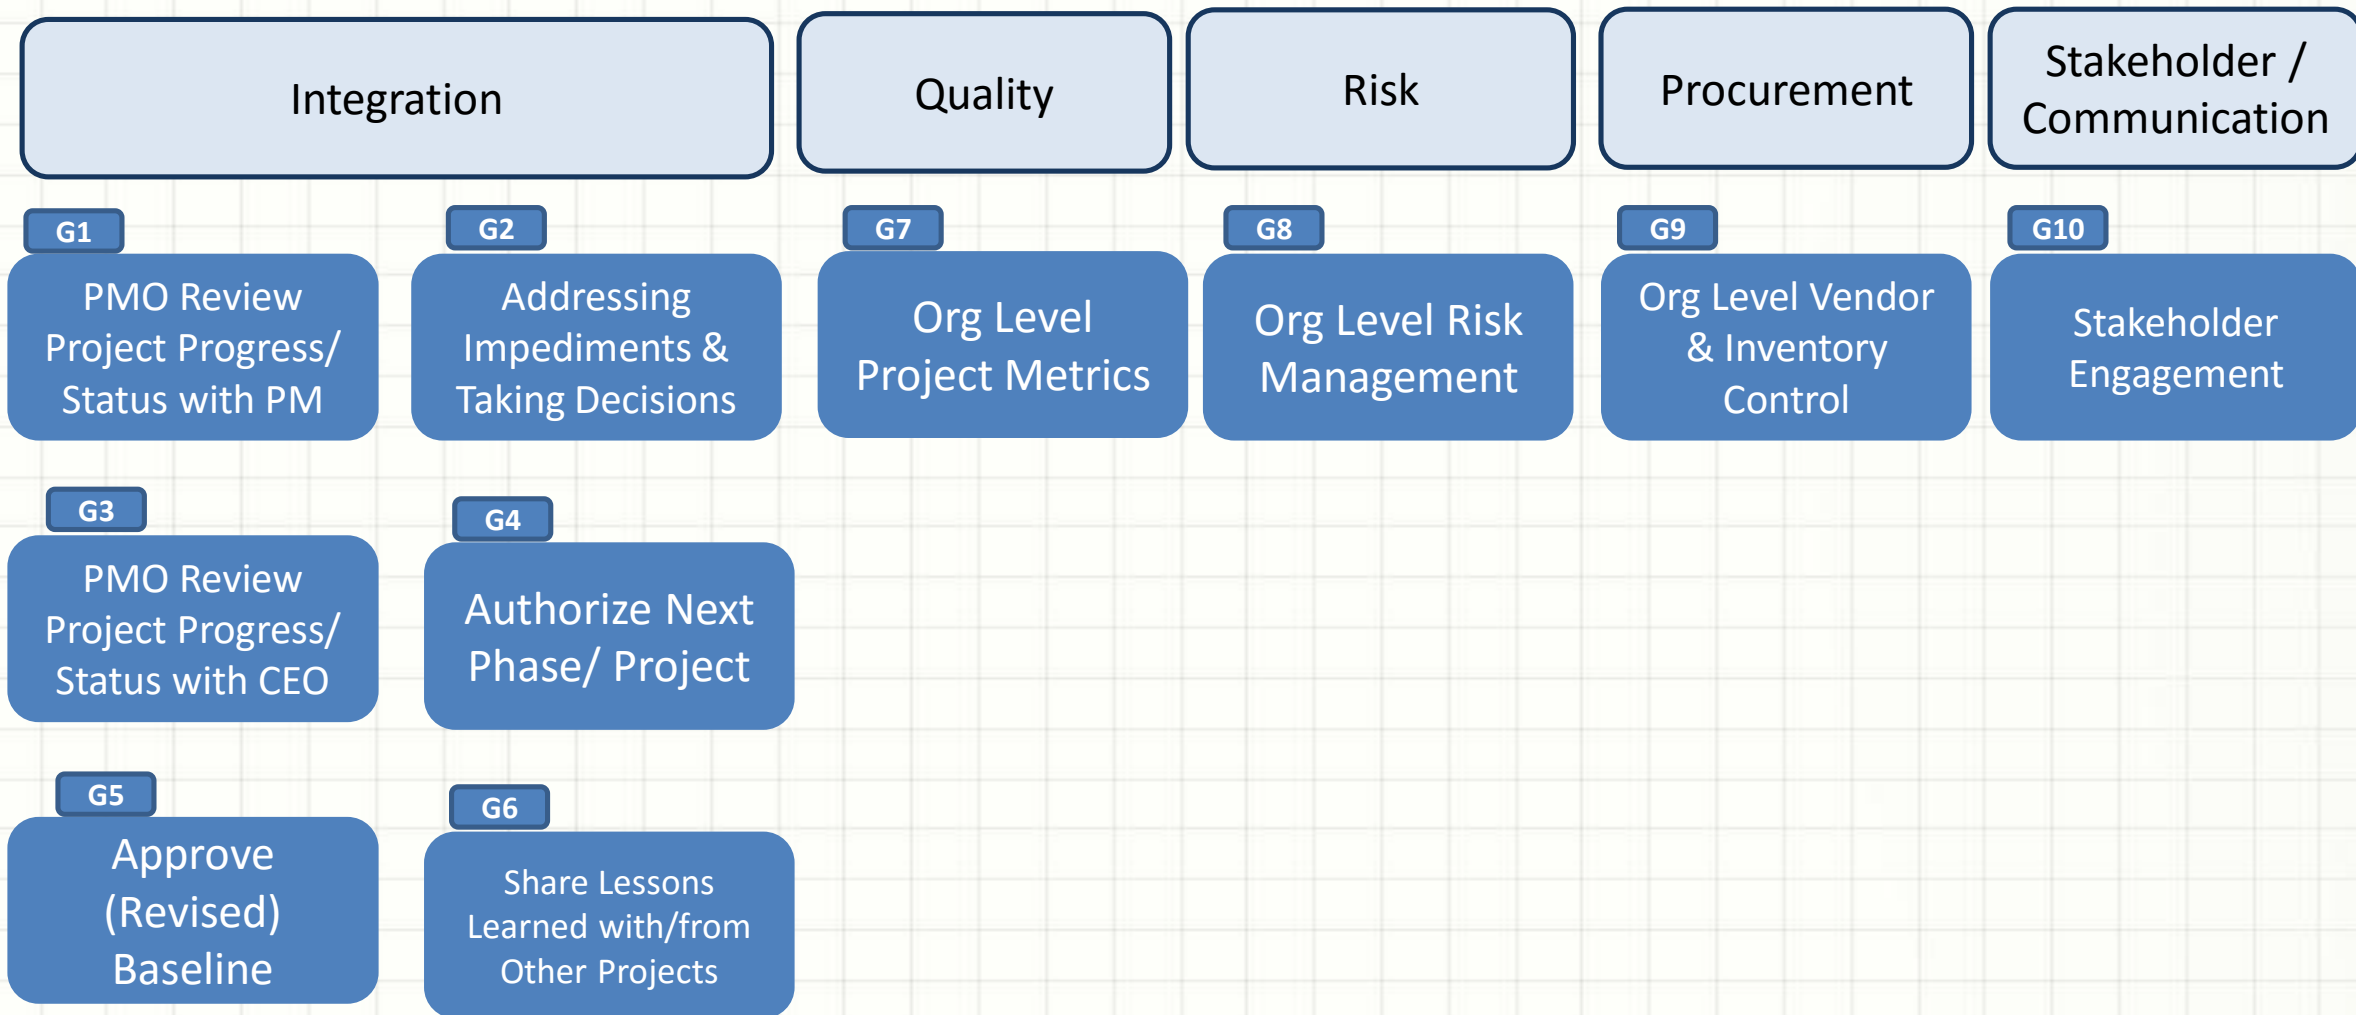 Integration
Quality
Risk
Procurement
Stakeholder /
Communication
G1
PMO Review
Project Progress/
Status with PM
G2
Addressing
Impediments &
Taking Decisions
G7
Org Level
Project Metrics
G8
Org Level Risk
Management
G9
Org Level Vendor
& Inventory
Control
G10
Stakeholder
Engagement
G3
PMO Review
Project Progress/
Status with CEO
G4
Authorize Next
Phase/ Project
G5
Approve
(Revised)
Baseline
G6
Share Lessons
Learned with/from
Other Projects